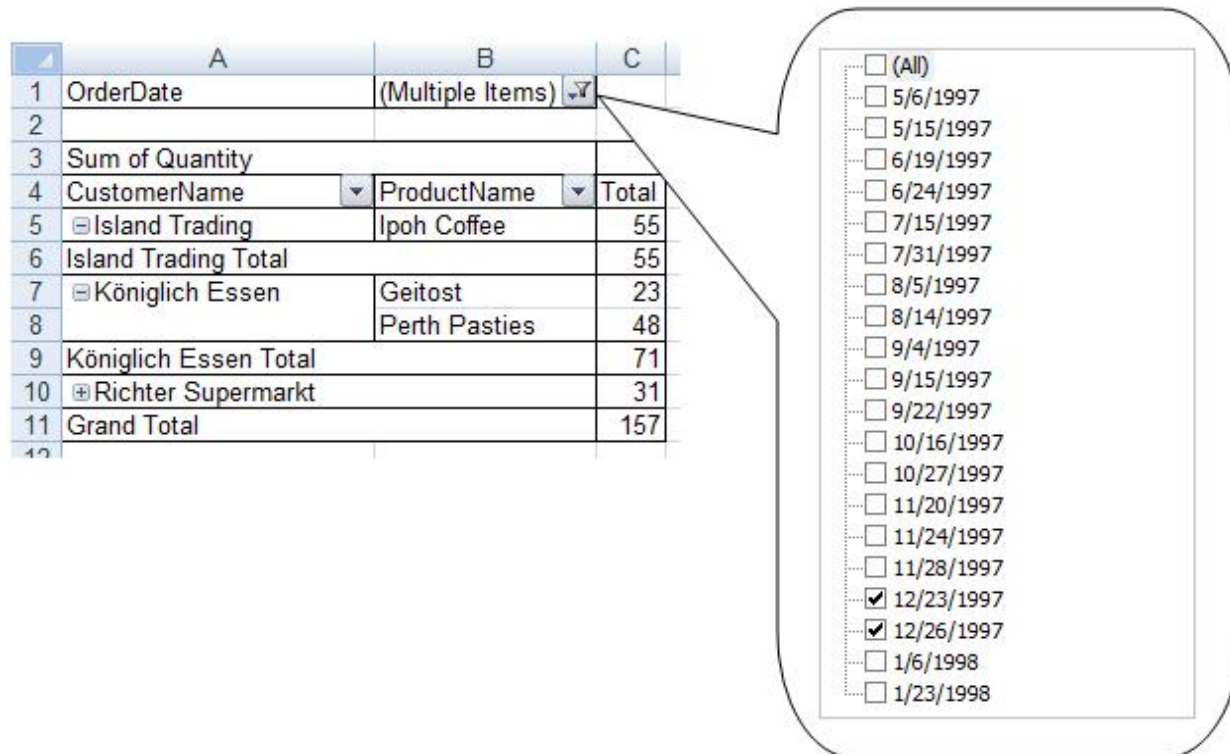 A B C
1 OrderDate (Multiple Items)
2
3 Sum of Quantity
4 CustomerName ProductName Total
5 Island Trading Ipoh Coffee 55
6 Island Trading Total 55
7 Königlich Essen Geitost 23
8 Perth Pasties 48
9 Königlich Essen Total 71
10 Richter Supermarkt 31
11 Grand Total 157
12
(All)
5/6/1997
5/15/1997
6/19/1997
6/24/1997
7/15/1997
7/31/1997
8/5/1997
8/14/1997
9/4/1997
9/15/1997
9/22/1997
10/16/1997
10/27/1997
11/20/1997
11/24/1997
11/28/1997
12/23/1997
12/26/1997
1/6/1998
1/23/1998